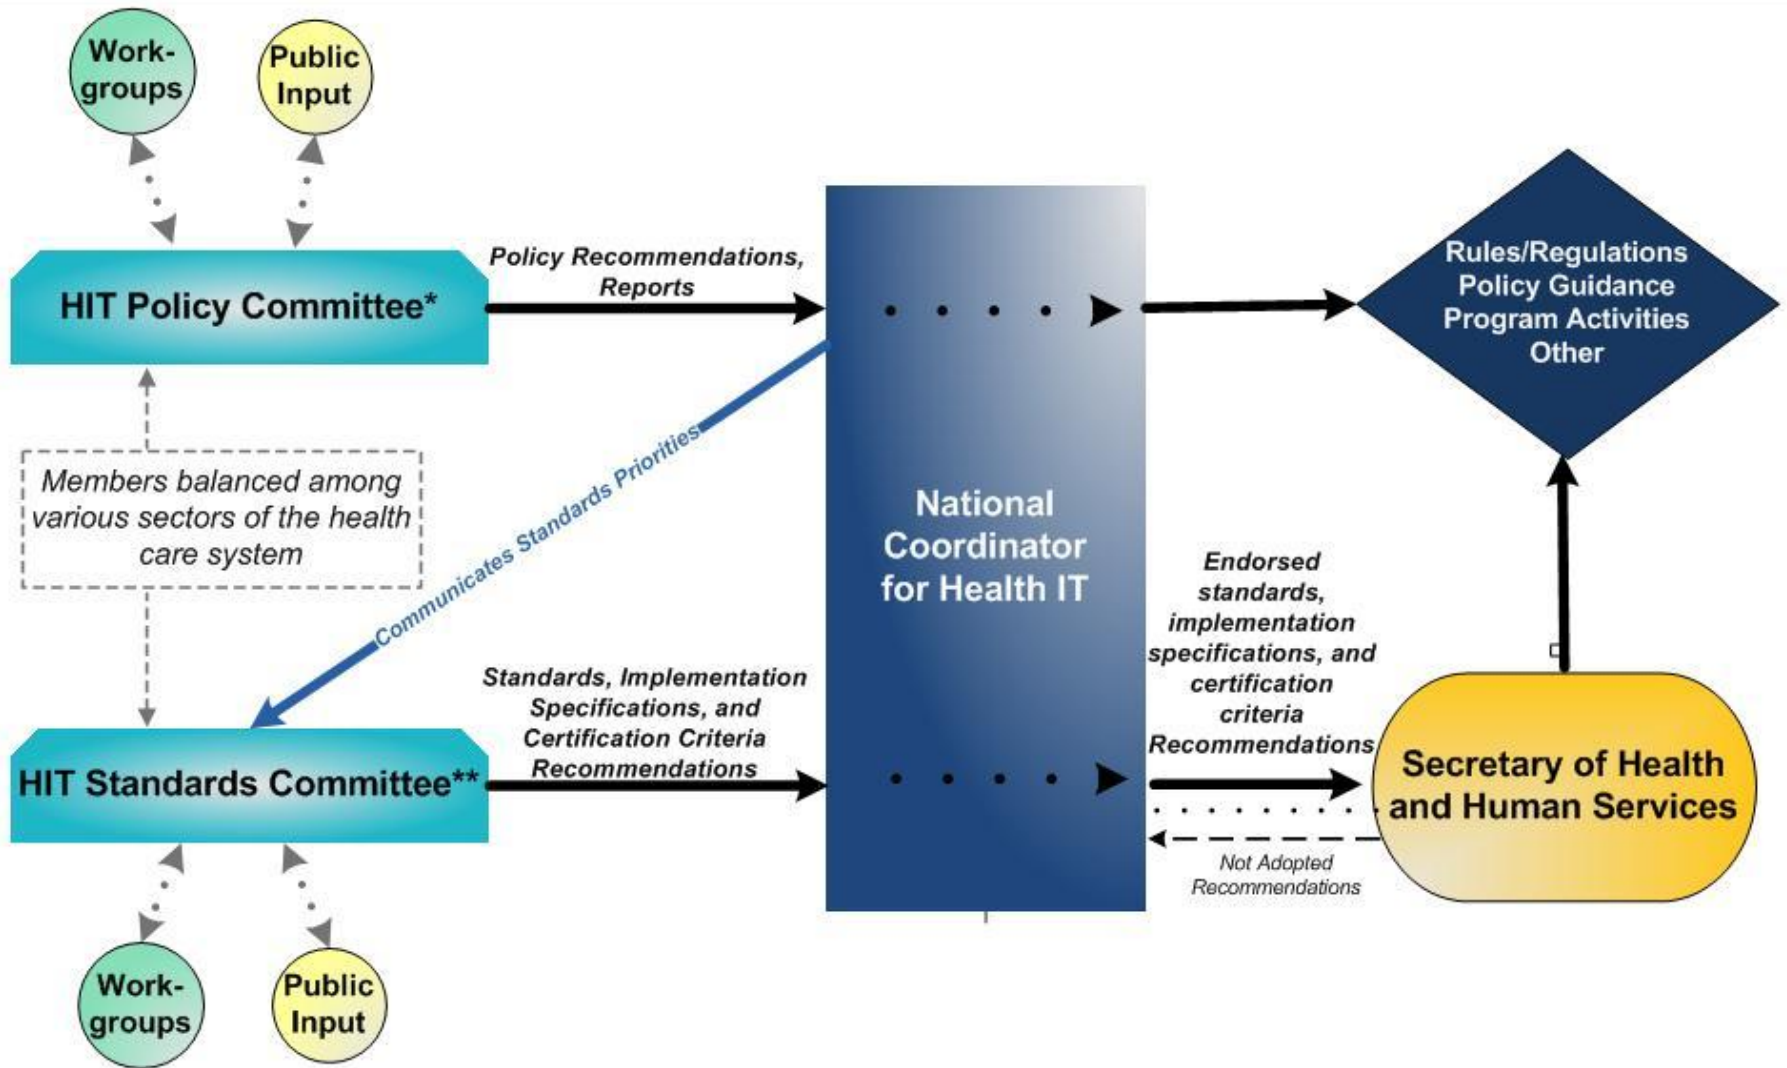 Work-
groups
Public
Input
HIT Policy Committee*
Policy Recommendations,
Reports
Rules/Regulations
Policy Guidance
Program Activities
Other
Members balanced among
various sectors of the health
care system
Communicates Standards Priorities
National
Coordinator
for Health IT
HIT Standards Committee**
Standards, Implementation
Specifications, and
Certification Criteria
Recommendations
Endorsed
standards,
implementation
specifications, and
certification
criteria
Recommendations
Secretary of Health
and Human Services
Not Adopted
Recommendations
Work-
groups
Public
Input